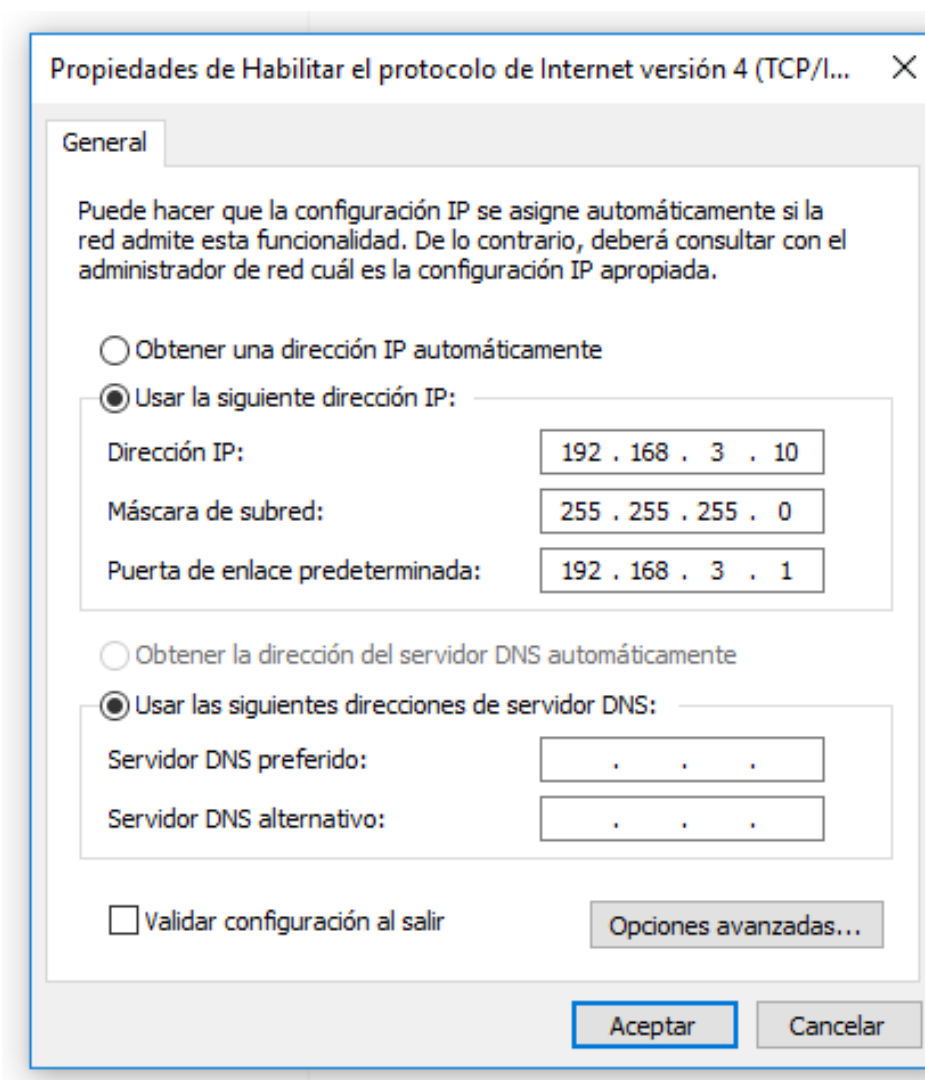 Propiedades de Habilitar el protocolo de Internet versión 4 (TCP/I...
General
Puede hacer que la configuración IP se asigne automáticamente si la
red admite esta funcionalidad. De lo contrario, deberá consultar con el
administrador de red cuál es la configuración IP apropiada.
Obtener una dirección IP automáticamente
Usar la siguiente dirección IP:
Dirección IP: 192 . 168 . 3 . 10
Máscara de subred: 255 . 255 . 255 . 0
Puerta de enlace predeterminada: 192 . 168 . 3 . 1
Obtener la dirección del servidor DNS automáticamente
Usar las siguientes direcciones de servidor DNS:
Servidor DNS preferido: . . .
Servidor DNS alternativo: . . .
Validar configuración al salir Opciones avanzadas...
Aceptar Cancelar